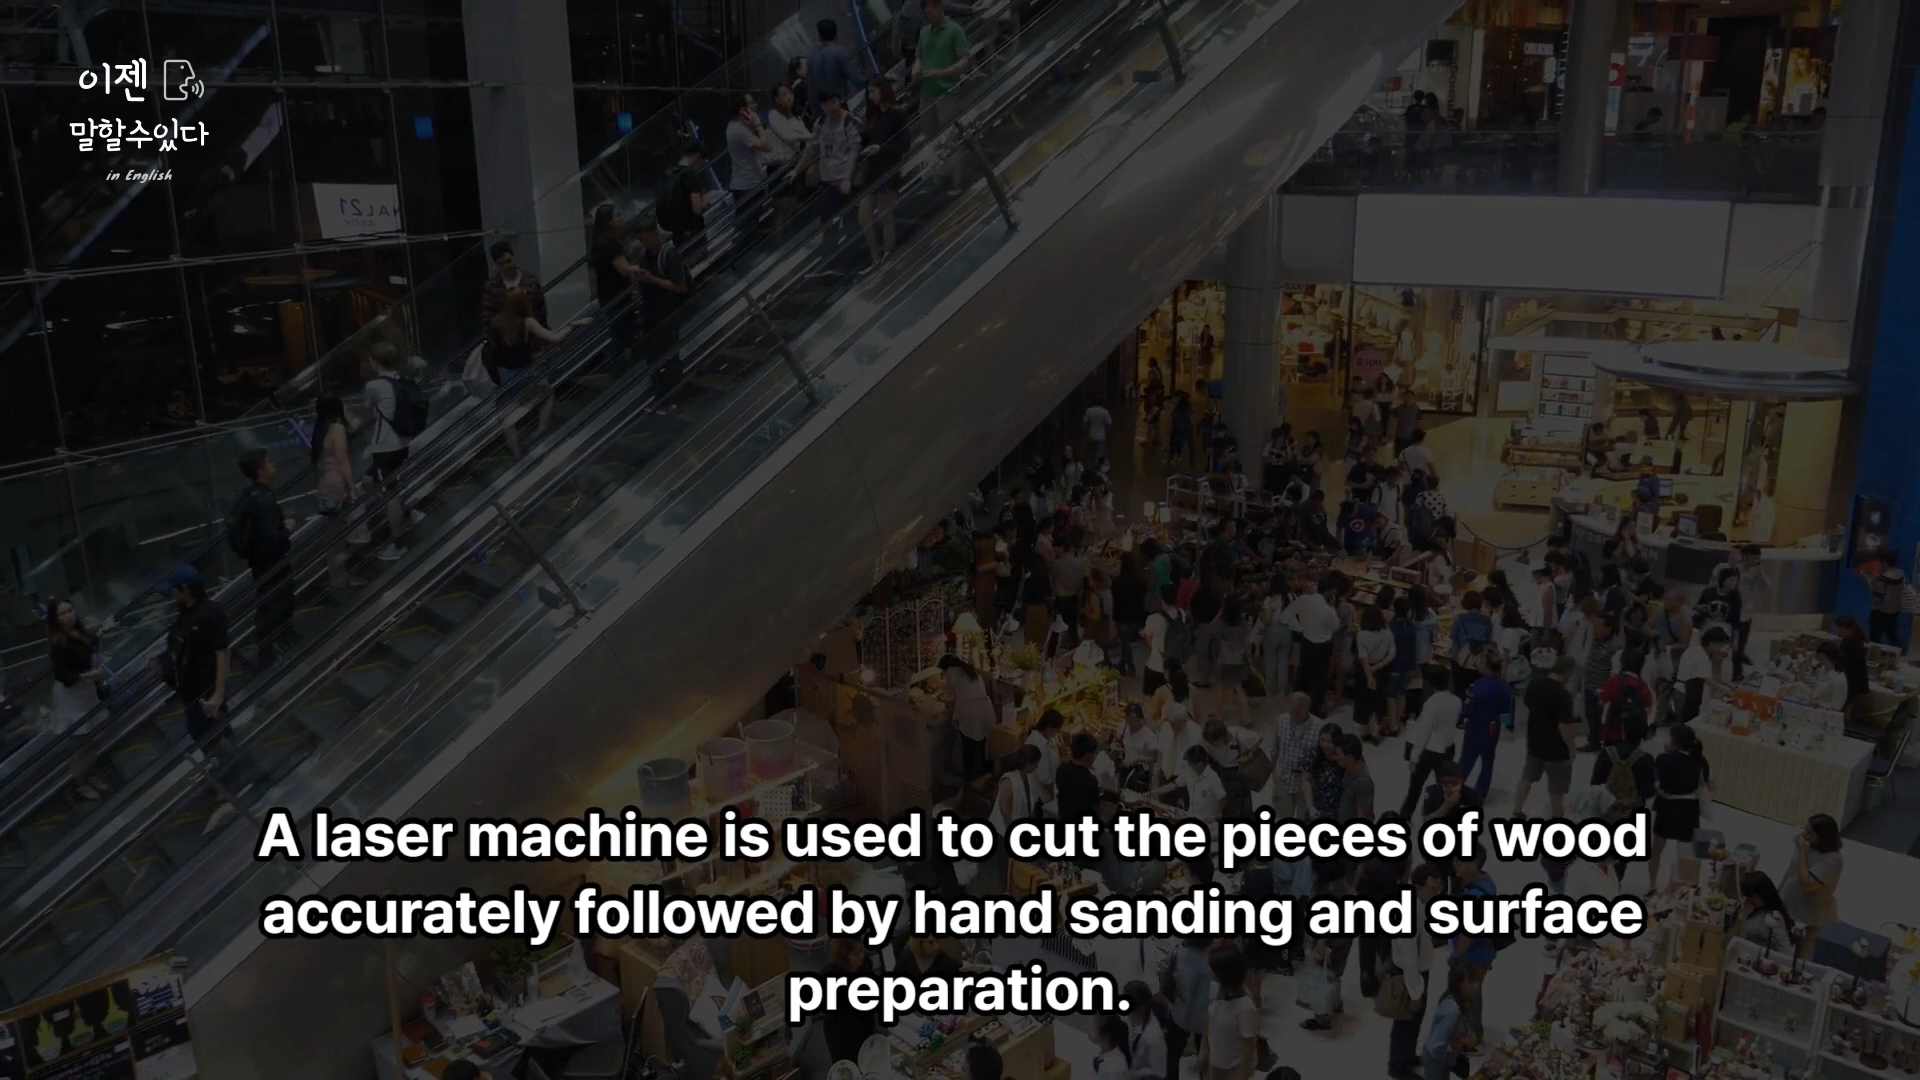 이젠
말할수있다
in English
A laser machine is used to cut the pieces of wood
accurately followed by hand sanding and surface
preparation.